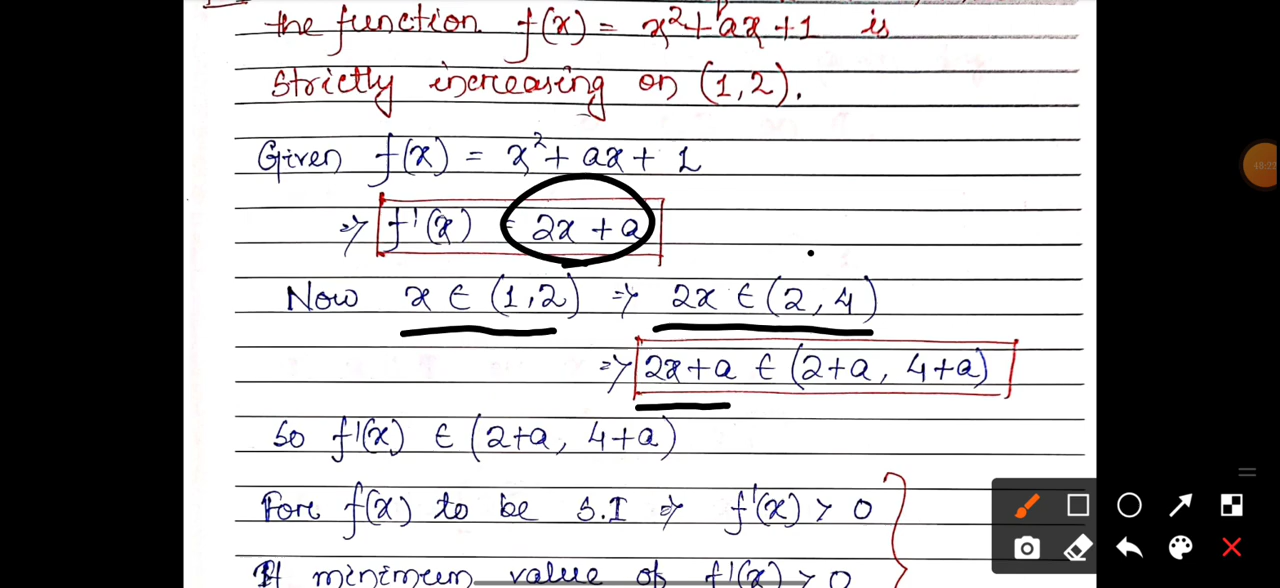 the function f(x) = x²+ ax +1 is
Strictly increasing on (1,2).
Given f(x) = x²+ ax + 1
⇒ f'(x) = 2x + a
Now x ∈ (1,2) ⇒ 2x ∈ (2, 4)
⇒ 2x+a ∈ (2+a, 4+a)
So f'(x) ∈ (2+a, 4+a)
For f(x) to be S.I ⇒ f'(x) > 0
If minimum value of f'(x) > 0